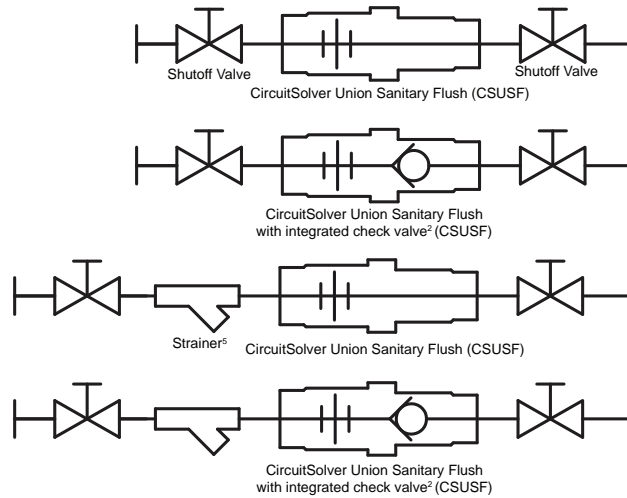 Shutoff Valve
Shutoff Valve
CircuitSolver Union Sanitary Flush (CSUSF)
CircuitSolver Union Sanitary Flush
with integrated check valve² (CSUSF)
Strainer⁵
CircuitSolver Union Sanitary Flush (CSUSF)
CircuitSolver Union Sanitary Flush
with integrated check valve² (CSUSF)